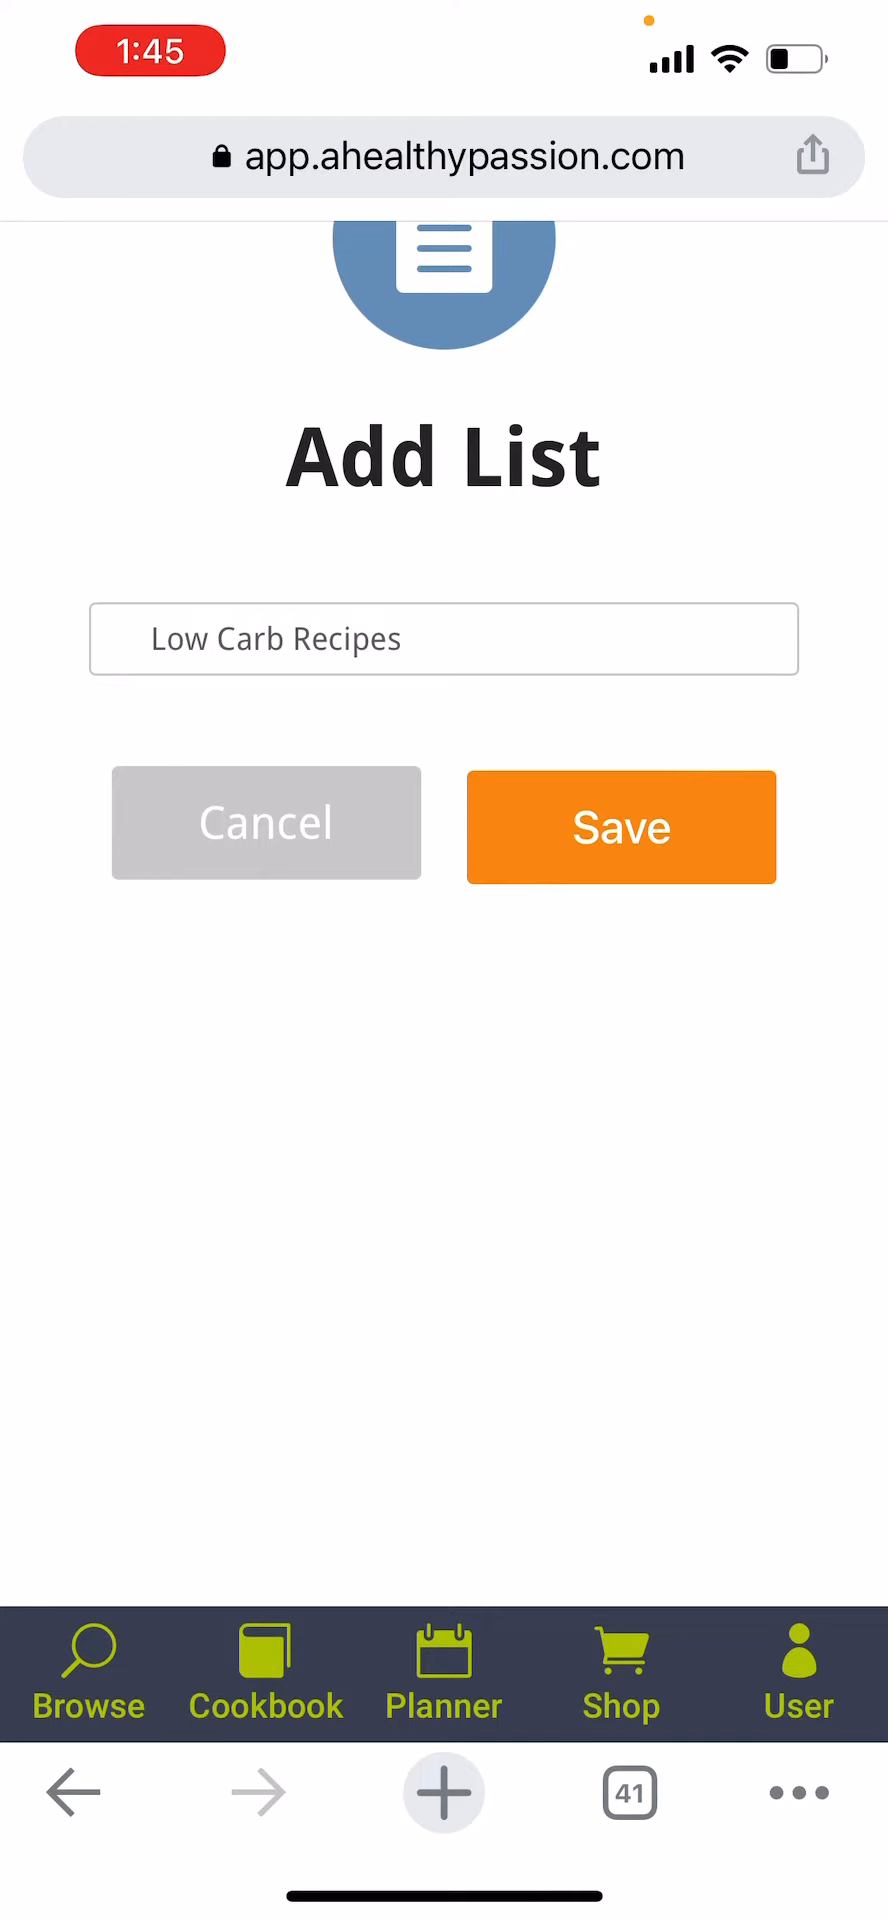 1:45
app.ahealthypassion.com
Add List
Low Carb Recipes
Cancel
Save
Browse
Cookbook
Planner
Shop
User
41